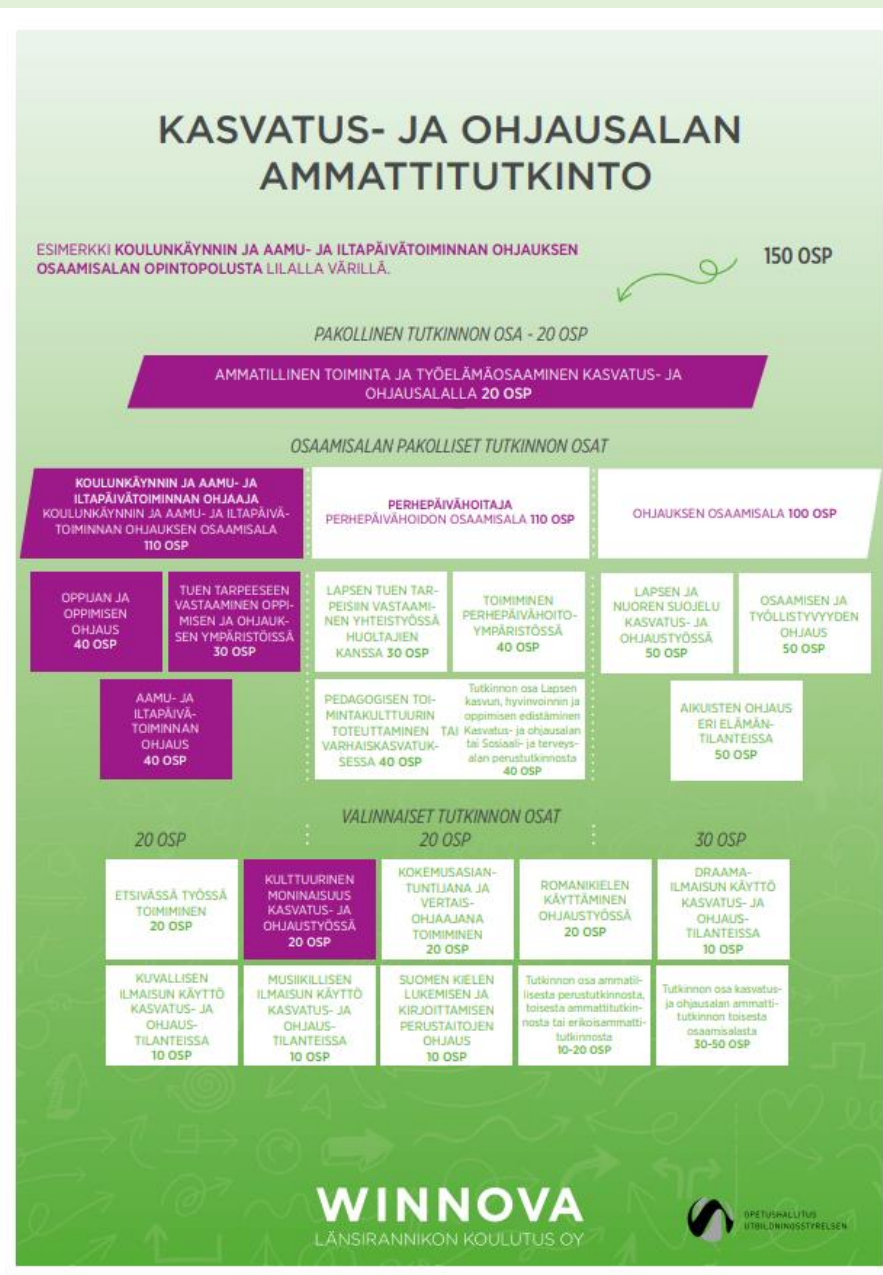 KASVATUS- JA OHJAUSALAN
AMMATTITUTKINTO
ESIMERKKI KOULUNKÄYNNIN JA AAMU- JA ILTAPÄIVÄTOIMINNAN OHJAUKSEN
OSAAMISALAN OPINTOPOLUSTA LILALLA VÄRILLÄ.
150 OSP
PAKOLLINEN TUTKINNON OSA - 20 OSP
AMMATILLINEN TOIMINTA JA TYÖELÄMÄOSAAMINEN KASVATUS- JA
OHJAUSALALLA 20 OSP
OSAAMISALAN PAKOLLISET TUTKINNON OSAT
KOULUNKÄYNNIN JA AAMU- JA
ILTAPÄIVÄTOIMINNAN OHJAAJA
KOULUNKÄYNNIN JA AAMU- JA ILTAPÄIVÄ-
TOIMINNAN OHJAUKSEN OSAAMISALA
110 OSP
PERHEPÄIVÄHOITAJA
PERHEPÄIVÄHOIDON OSAAMISALA 110 OSP
OHJAUKSEN OSAAMISALA 100 OSP
OPPIJAN JA
OPPIMISEN
OHJAUS
40 OSP
TUEN TARPEESEEN
VASTAAMINEN OPPI-
MISEN JA OHJAUK-
SEN YMPÄRISTÖISSÄ
30 OSP
LAPSEN TUEN TAR-
PEISIIN VASTAAMI-
NEN YHTEISTYÖSSÄ
HUOLTAJIEN
KANSSA 30 OSP
TOIMIMINEN
PERHEPÄIVÄHOITO-
YMPÄRISTÖSSÄ
40 OSP
LAPSEN JA
NUOREN SUOJELU
KASVATUS- JA
OHJAUSTYÖSSÄ
50 OSP
OSAAMISEN JA
TYÖLLISTYVYYDEN
OHJAUS
50 OSP
AAMU- JA
ILTAPÄIVÄ-
TOIMINNAN
OHJAUS
40 OSP
PEDAGOGISEN TOI-
MINTAKULTTUURIN
TOTEUTTAMINEN
VARHAISKASVATUK-
SESSA 40 OSP
TAI
Tutkinnon osa Lapsen
kasvun, hyvinvoinnin ja
oppimisen edistäminen
Kasvatus- ja ohjausalan
tai Sosiaali- ja terveys-
alan perustutkinnosta
40 OSP
AIKUISTEN OHJAUS
ERI ELÄMÄN-
TILANTEISSA
50 OSP
VALINNAISET TUTKINNON OSAT
20 OSP
20 OSP
30 OSP
ETSIVÄSSÄ TYÖSSÄ
TOIMIMINEN
20 OSP
KULTTUURINEN
MONINAISUUS
KASVATUS- JA
OHJAUSTYÖSSÄ
20 OSP
KOKEMUSASIAN-
TUNTIJANA JA
VERTAIS-
OHJAAJANA
TOIMIMINEN
20 OSP
ROMANIKIELEN
KÄYTTÄMINEN
OHJAUSTYÖSSÄ
20 OSP
DRAAMA-
ILMAISUN KÄYTTÖ
KASVATUS- JA
OHJAUS-
TILANTEISSA
10 OSP
KUVALLISEN
ILMAISUN KÄYTTÖ
KASVATUS- JA
OHJAUS-
TILANTEISSA
10 OSP
MUSIIKILLISEN
ILMAISUN KÄYTTÖ
KASVATUS- JA
OHJAUS-
TILANTEISSA
10 OSP
SUOMEN KIELEN
LUKEMISEN JA
KIRJOITTAMISEN
PERUSTAITOJEN
OHJAUS
10 OSP
Tutkinnon osa ammatil-
lisesta perustutkinnosta,
toisesta ammattitutkin-
nosta tai erikoisammatti-
tutkinnosta
10-20 OSP
Tutkinnon osa kasvatus-
ja ohjausalan ammatti-
tutkinnon toisesta
osaamisalasta
30-50 OSP
WINNOVA
LÄNSIRANNIKON KOULUTUS OY
OPETUSHALLITUS
UTBILDNINGSSTYRELSEN